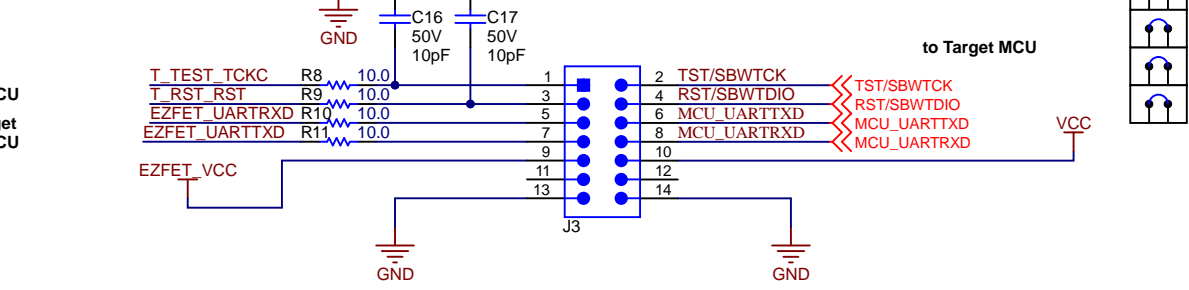 GND
C16
50V
10pF
C17
50V
10pF
to Target MCU
T_TEST_TCKC R8 10.0 1 2 TST/SBWTCK TST/SBWTCK
CU T_RST_RST R9 10.0 3 4 RST/SBWTDIO RST/SBWTDIO
get EZFET_UARTRXD R10 10.0 5 6 MCU_UARTTXD MCU_UARTTXD VCC
CU EZFET_UARTTXD R11 10.0 7 8 MCU_UARTRXD MCU_UARTRXD
9 10
EZFET_VCC 11 12
13 14
J3
GND GND